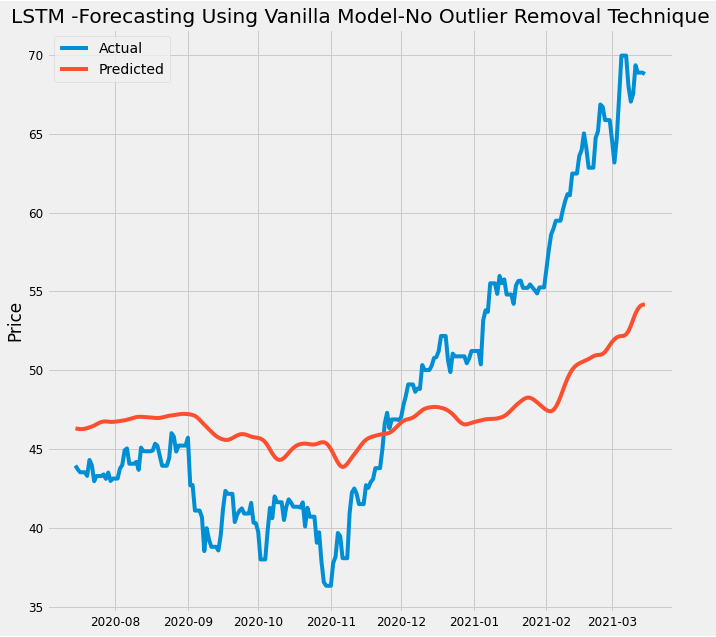 LSTM -Forecasting Using Vanilla Model-No Outlier Removal Technique
Actual
Predicted
70
65
60
55
50
45
40
35
Price
2020-08 2020-09 2020-10 2020-11 2020-12 2021-01 2021-02 2021-03